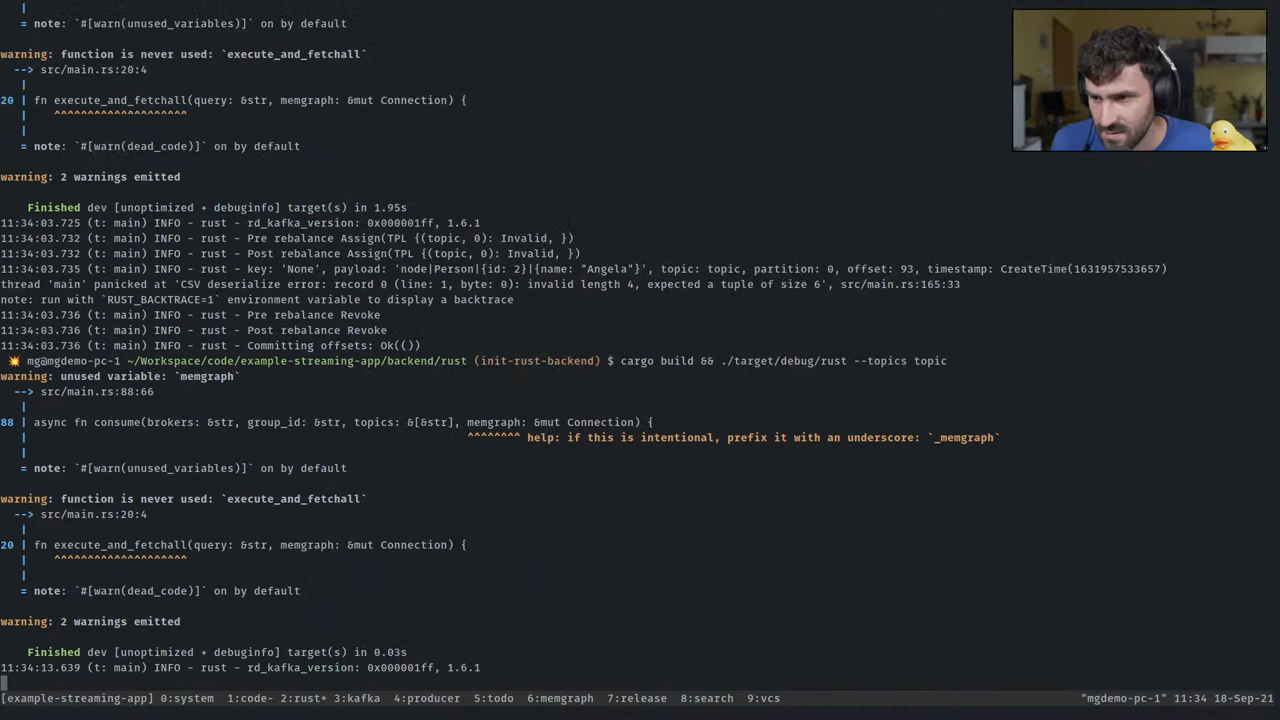 |
  = note: `#[warn(unused_variables)]` on by default
warning: function is never used: `execute_and_fetchall`
  --> src/main.rs:20:4
   |
20 | fn execute_and_fetchall(query: &str, memgraph: &mut Connection) {
   |    ^^^^^^^^^^^^^^^^^^^^
   |
   = note: `#[warn(dead_code)]` on by default
warning: 2 warnings emitted
    Finished dev [unoptimized + debuginfo] target(s) in 1.95s
11:34:03.725 (t: main) INFO - rust - rd_kafka_version: 0x000001ff, 1.6.1
11:34:03.732 (t: main) INFO - rust - Pre rebalance Assign(TPL {(topic, 0): Invalid, })
11:34:03.732 (t: main) INFO - rust - Post rebalance Assign(TPL {(topic, 0): Invalid, })
11:34:03.735 (t: main) INFO - rust - key: 'None', payload: 'node|Person|{id: 2}|{name: "Angela"}', topic: topic, partition: 0, offset: 93, timestamp: CreateTime(1631957533657)
thread 'main' panicked at 'CSV deserialize error: record 0 (line: 1, byte: 0): invalid length 4, expected a tuple of size 6', src/main.rs:165:33
note: run with `RUST_BACKTRACE=1` environment variable to display a backtrace
11:34:03.736 (t: main) INFO - rust - Pre rebalance Revoke
11:34:03.736 (t: main) INFO - rust - Post rebalance Revoke
11:34:03.736 (t: main) INFO - rust - Committing offsets: Ok(())
💥 mg@mgdemo-pc-1 ~/Workspace/code/example-streaming-app/backend/rust (init-rust-backend) $ cargo build && ./target/debug/rust --topics topic
warning: unused variable: `memgraph`
  --> src/main.rs:88:66
   |
88 | async fn consume(brokers: &str, group_id: &str, topics: &[&str], memgraph: &mut Connection) {
   |                                                                  ^^^^^^^^ help: if this is intentional, prefix it with an underscore: `_memgraph`
   |
   = note: `#[warn(unused_variables)]` on by default
warning: function is never used: `execute_and_fetchall`
  --> src/main.rs:20:4
   |
20 | fn execute_and_fetchall(query: &str, memgraph: &mut Connection) {
   |    ^^^^^^^^^^^^^^^^^^^^
   |
   = note: `#[warn(dead_code)]` on by default
warning: 2 warnings emitted
    Finished dev [unoptimized + debuginfo] target(s) in 0.03s
11:34:13.639 (t: main) INFO - rust - rd_kafka_version: 0x000001ff, 1.6.1
[example-streaming-app] 0:system  1:code- 2:rust* 3:kafka  4:producer  5:todo  6:memgraph  7:release  8:search  9:vcs "mgdemo-pc-1" 11:34 18-Sep-21